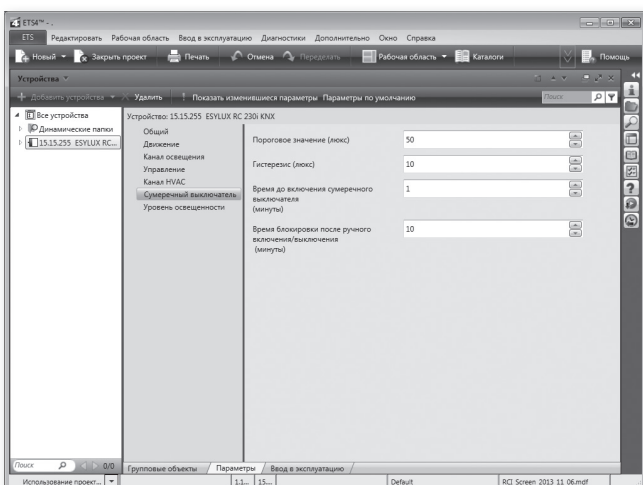 ETS4™ - .
ETS Редактировать Рабочая область Ввод в эксплуатацию Диагностики Дополнительно Окно Справка
Новый Закрыть проект Печать Отмена Переделать Рабочая область Каталоги Помощь
Устройства
Добавить устройства Удалить Показать изменившиеся параметры Параметры по умолчанию Поиск
Все устройства
Динамические папки
15.15.255 ESYLUX RC...
Устройство: 15.15.255 ESYLUX RC 230i KNX
Общий
Движение
Канал освещения
Управление
Канал HVAC
Сумеречный выключатель
Уровень освещенности
Пороговое значение (люкс) 50
Гистерезис (люкс) 10
Время до включения сумеречного 1
выключателя
(минуты)
Время блокировки после ручного 10
включения/выключения
(минуты)
Поиск 0/0
Групповые объекты Параметры Ввод в эксплуатацию
Использование проект... 1.1... 15.... Default RCI_Screen_2013_11_06.mdf